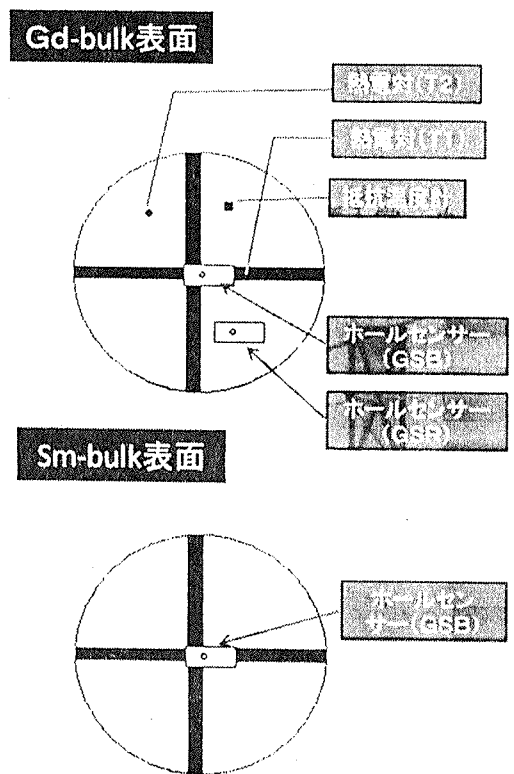 Gd-bulk表面
熱電対(T2)
熱電対(T1)
抵抗温度計
ホールセンサー
(GSB)
ホールセンサー
(GSR)
Sm-bulk表面
ホールセン
サー(GSB)